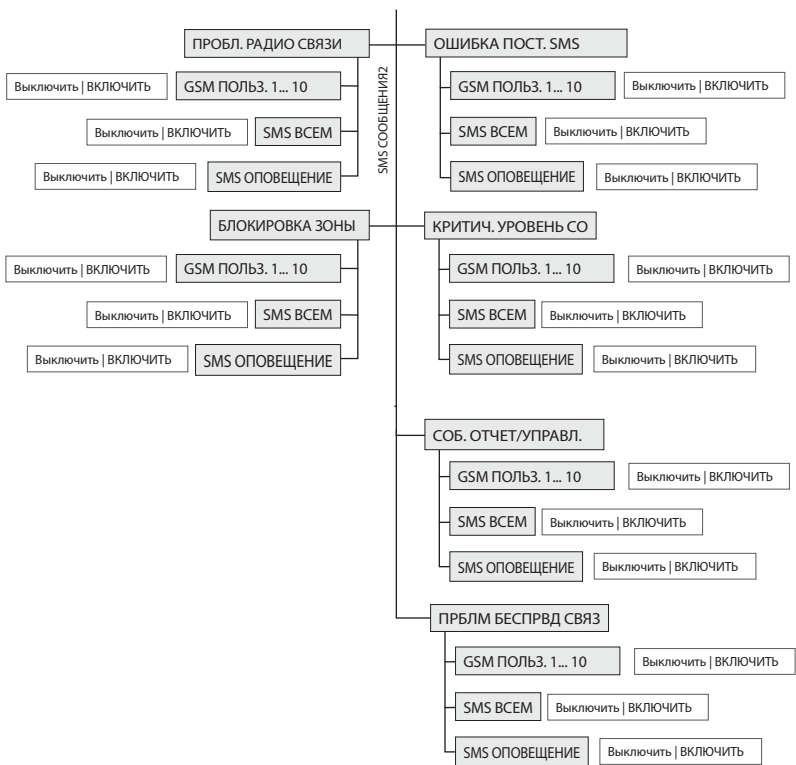 ПРОБЛ. РАДИО СВЯЗИ
Выключить | ВКЛЮЧИТЬ
GSM ПОЛЬЗ. 1... 10
Выключить | ВКЛЮЧИТЬ
SMS ВСЕМ
Выключить | ВКЛЮЧИТЬ
SMS ОПОВЕЩЕНИЕ
БЛОКИРОВКА ЗОНЫ
Выключить | ВКЛЮЧИТЬ
GSM ПОЛЬЗ. 1... 10
Выключить | ВКЛЮЧИТЬ
SMS ВСЕМ
Выключить | ВКЛЮЧИТЬ
SMS ОПОВЕЩЕНИЕ
SMS СООБЩЕНИЯ2
ОШИБКА ПОСТ. SMS
GSM ПОЛЬЗ. 1... 10
Выключить | ВКЛЮЧИТЬ
SMS ВСЕМ
Выключить | ВКЛЮЧИТЬ
SMS ОПОВЕЩЕНИЕ
Выключить | ВКЛЮЧИТЬ
КРИТИЧ. УРОВЕНЬ CO
GSM ПОЛЬЗ. 1... 10
Выключить | ВКЛЮЧИТЬ
SMS ВСЕМ
Выключить | ВКЛЮЧИТЬ
SMS ОПОВЕЩЕНИЕ
Выключить | ВКЛЮЧИТЬ
СОБ. ОТЧЕТ/УПРАВЛ.
GSM ПОЛЬЗ. 1... 10
Выключить | ВКЛЮЧИТЬ
SMS ВСЕМ
Выключить | ВКЛЮЧИТЬ
SMS ОПОВЕЩЕНИЕ
Выключить | ВКЛЮЧИТЬ
ПРБЛМ БЕСПРВД СВЯЗ
GSM ПОЛЬЗ. 1... 10
Выключить | ВКЛЮЧИТЬ
SMS ВСЕМ
Выключить | ВКЛЮЧИТЬ
SMS ОПОВЕЩЕНИЕ
Выключить | ВКЛЮЧИТЬ